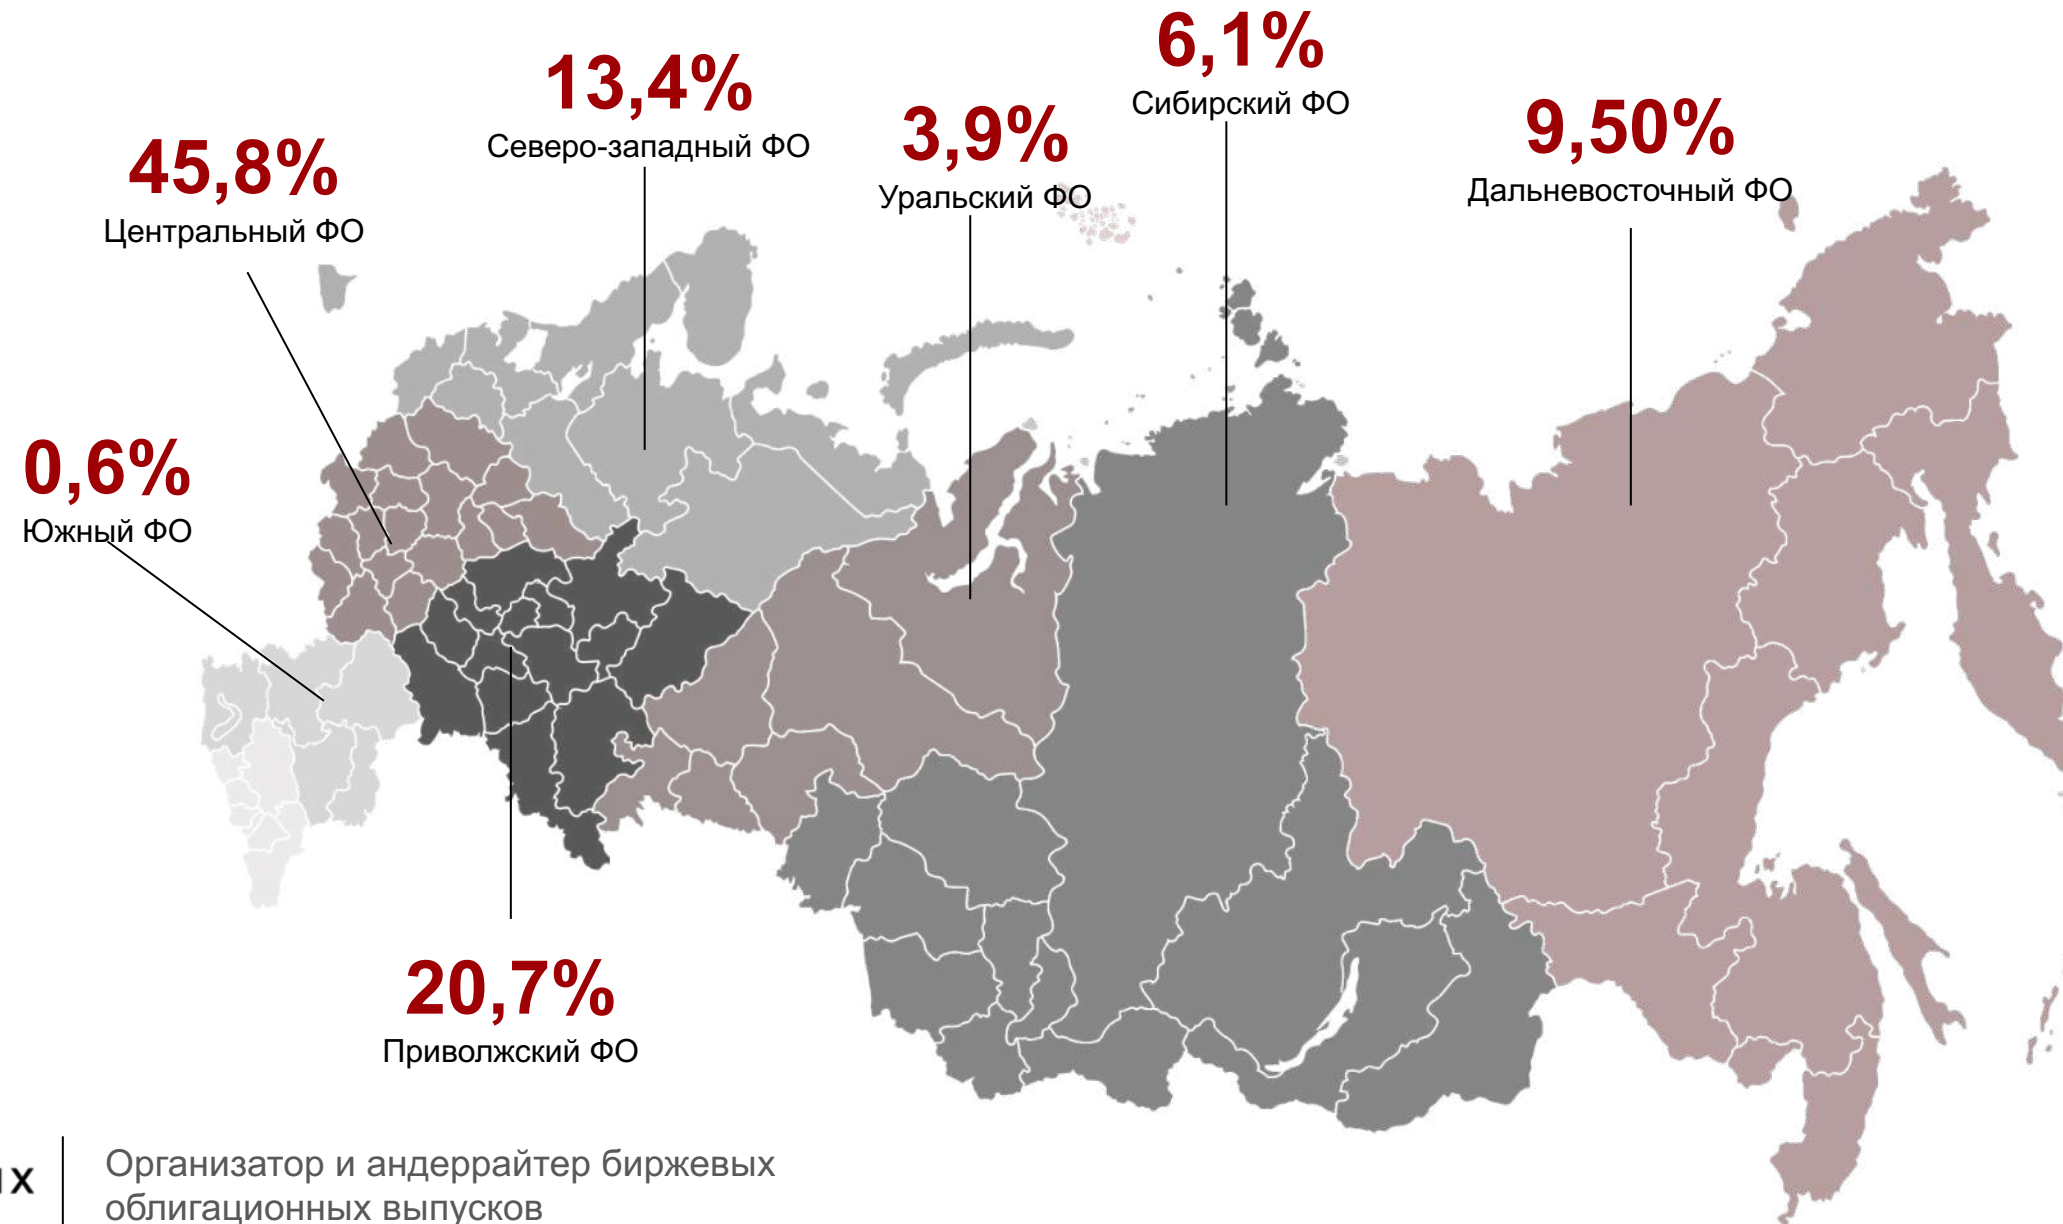 6,1%
Сибирский ФО
13,4%
Северо-западный ФО
3,9%
Уральский ФО
9,50%
Дальневосточный ФО
45,8%
Центральный ФО
0,6%
Южный ФО
20,7%
Приволжский ФО
Организатор и андеррайтер биржевых
облигационных выпусков